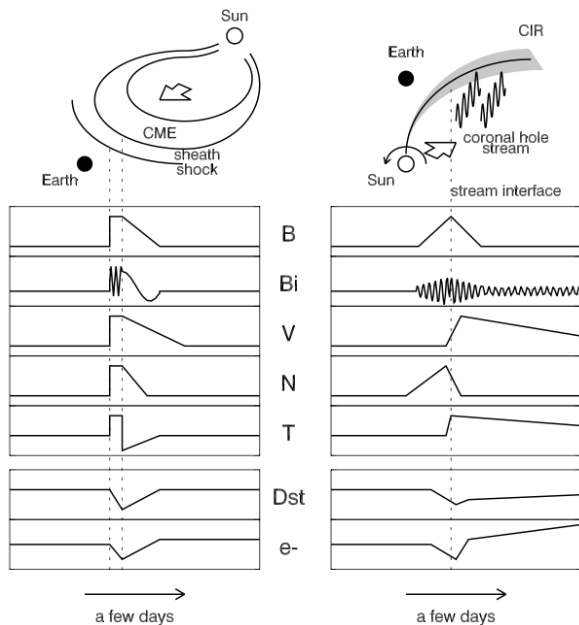 Sun
CME
sheath
shock
Earth
CIR
Earth
coronal hole
stream
Sun
stream interface
B
Bi
V
N
T
Dst
e-
a few days
a few days